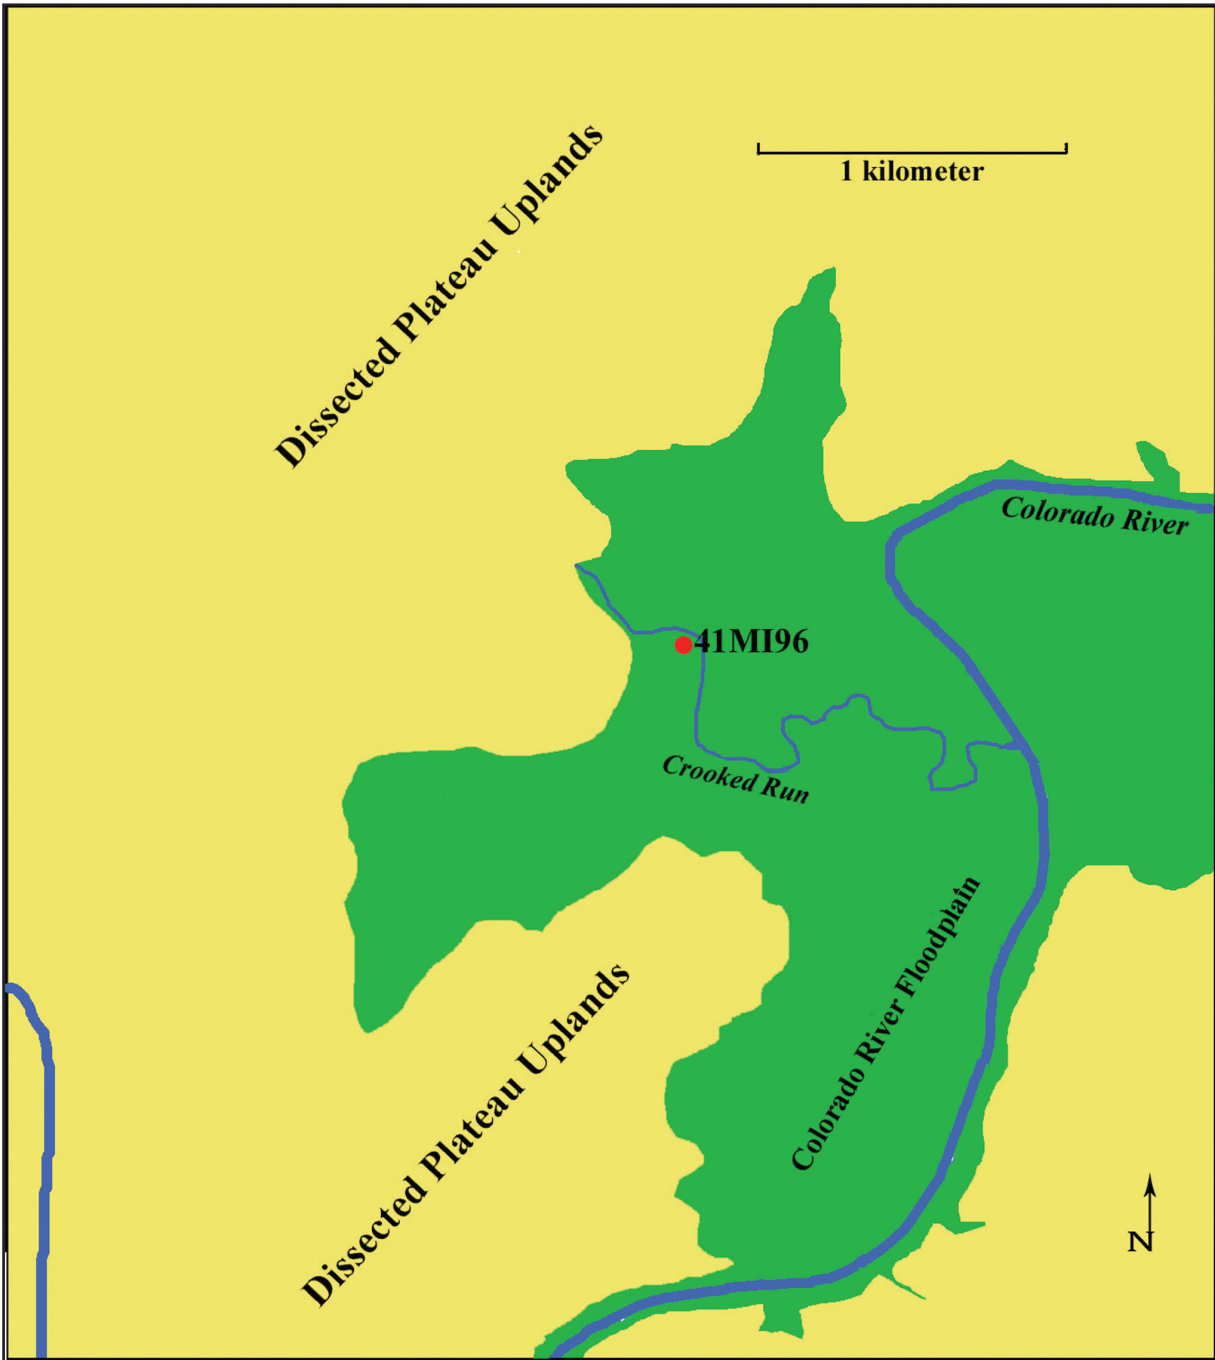 Dissected Plateau Uplands
1 kilometer
Colorado River
41MI96
Crooked Run
Colorado River Floodplain
Dissected Plateau Uplands
N